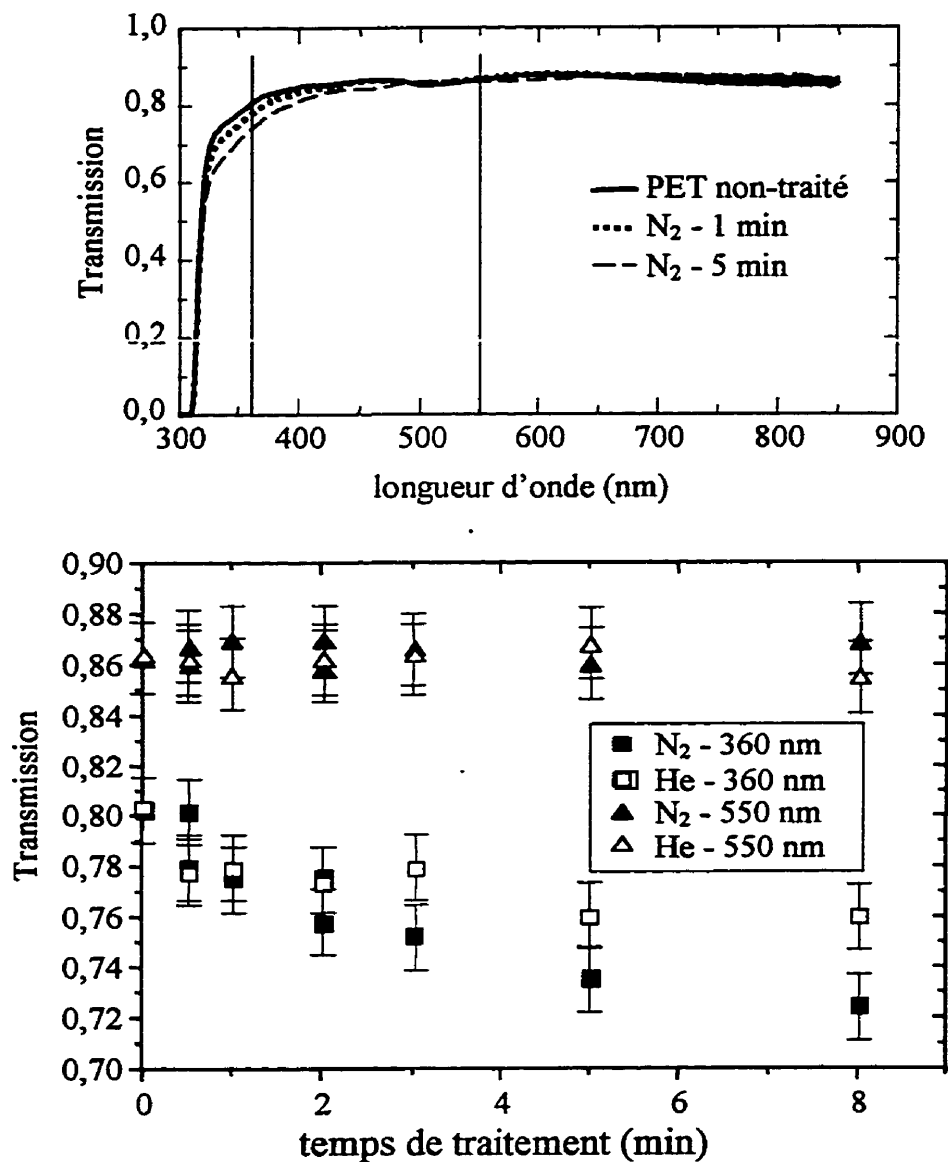 1,0
0,8
0,6
0,4
0,2
0,0
Transmission
PET non-traité
N₂ - 1 min
N₂ - 5 min
300 400 500 600 700 800 900
longueur d'onde (nm)
0,90
0,88
0,86
0,84
0,82
0,80
0,78
0,76
0,74
0,72
0,70
Transmission
N₂ - 360 nm
He - 360 nm
N₂ - 550 nm
He - 550 nm
0 2 4 6 8
temps de traitement (min)